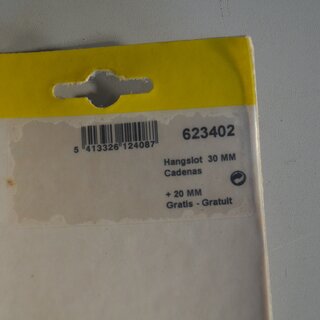 623402
5 413326 124087
Hangslot 30 MM
Cadenas
+ 20 MM
Gratis - Gratuit